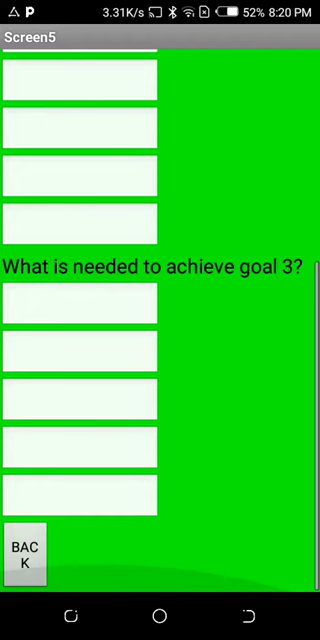 3.31K/s 52% 8:20 PM
Screen5
What is needed to achieve goal 3?
BAC
K